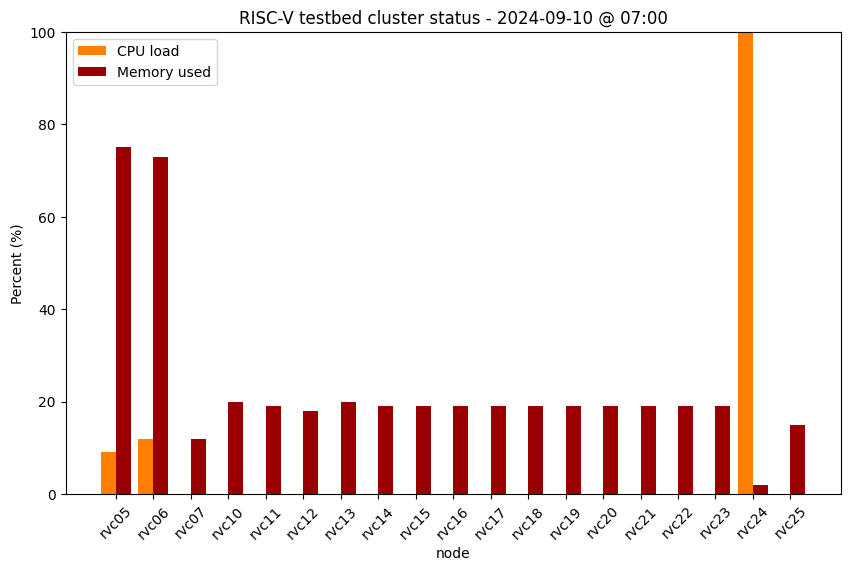 RISC-V testbed cluster status - 2024-09-10 @ 07:00
CPU load
Memory used
Percent (%)
100
80
60
40
20
0
rvc05
rvc06
rvc07
rvc10
rvc11
rvc12
rvc13
rvc14
rvc15
rvc16
rvc17
rvc18
rvc19
rvc20
rvc21
rvc22
rvc23
rvc24
rvc25
node